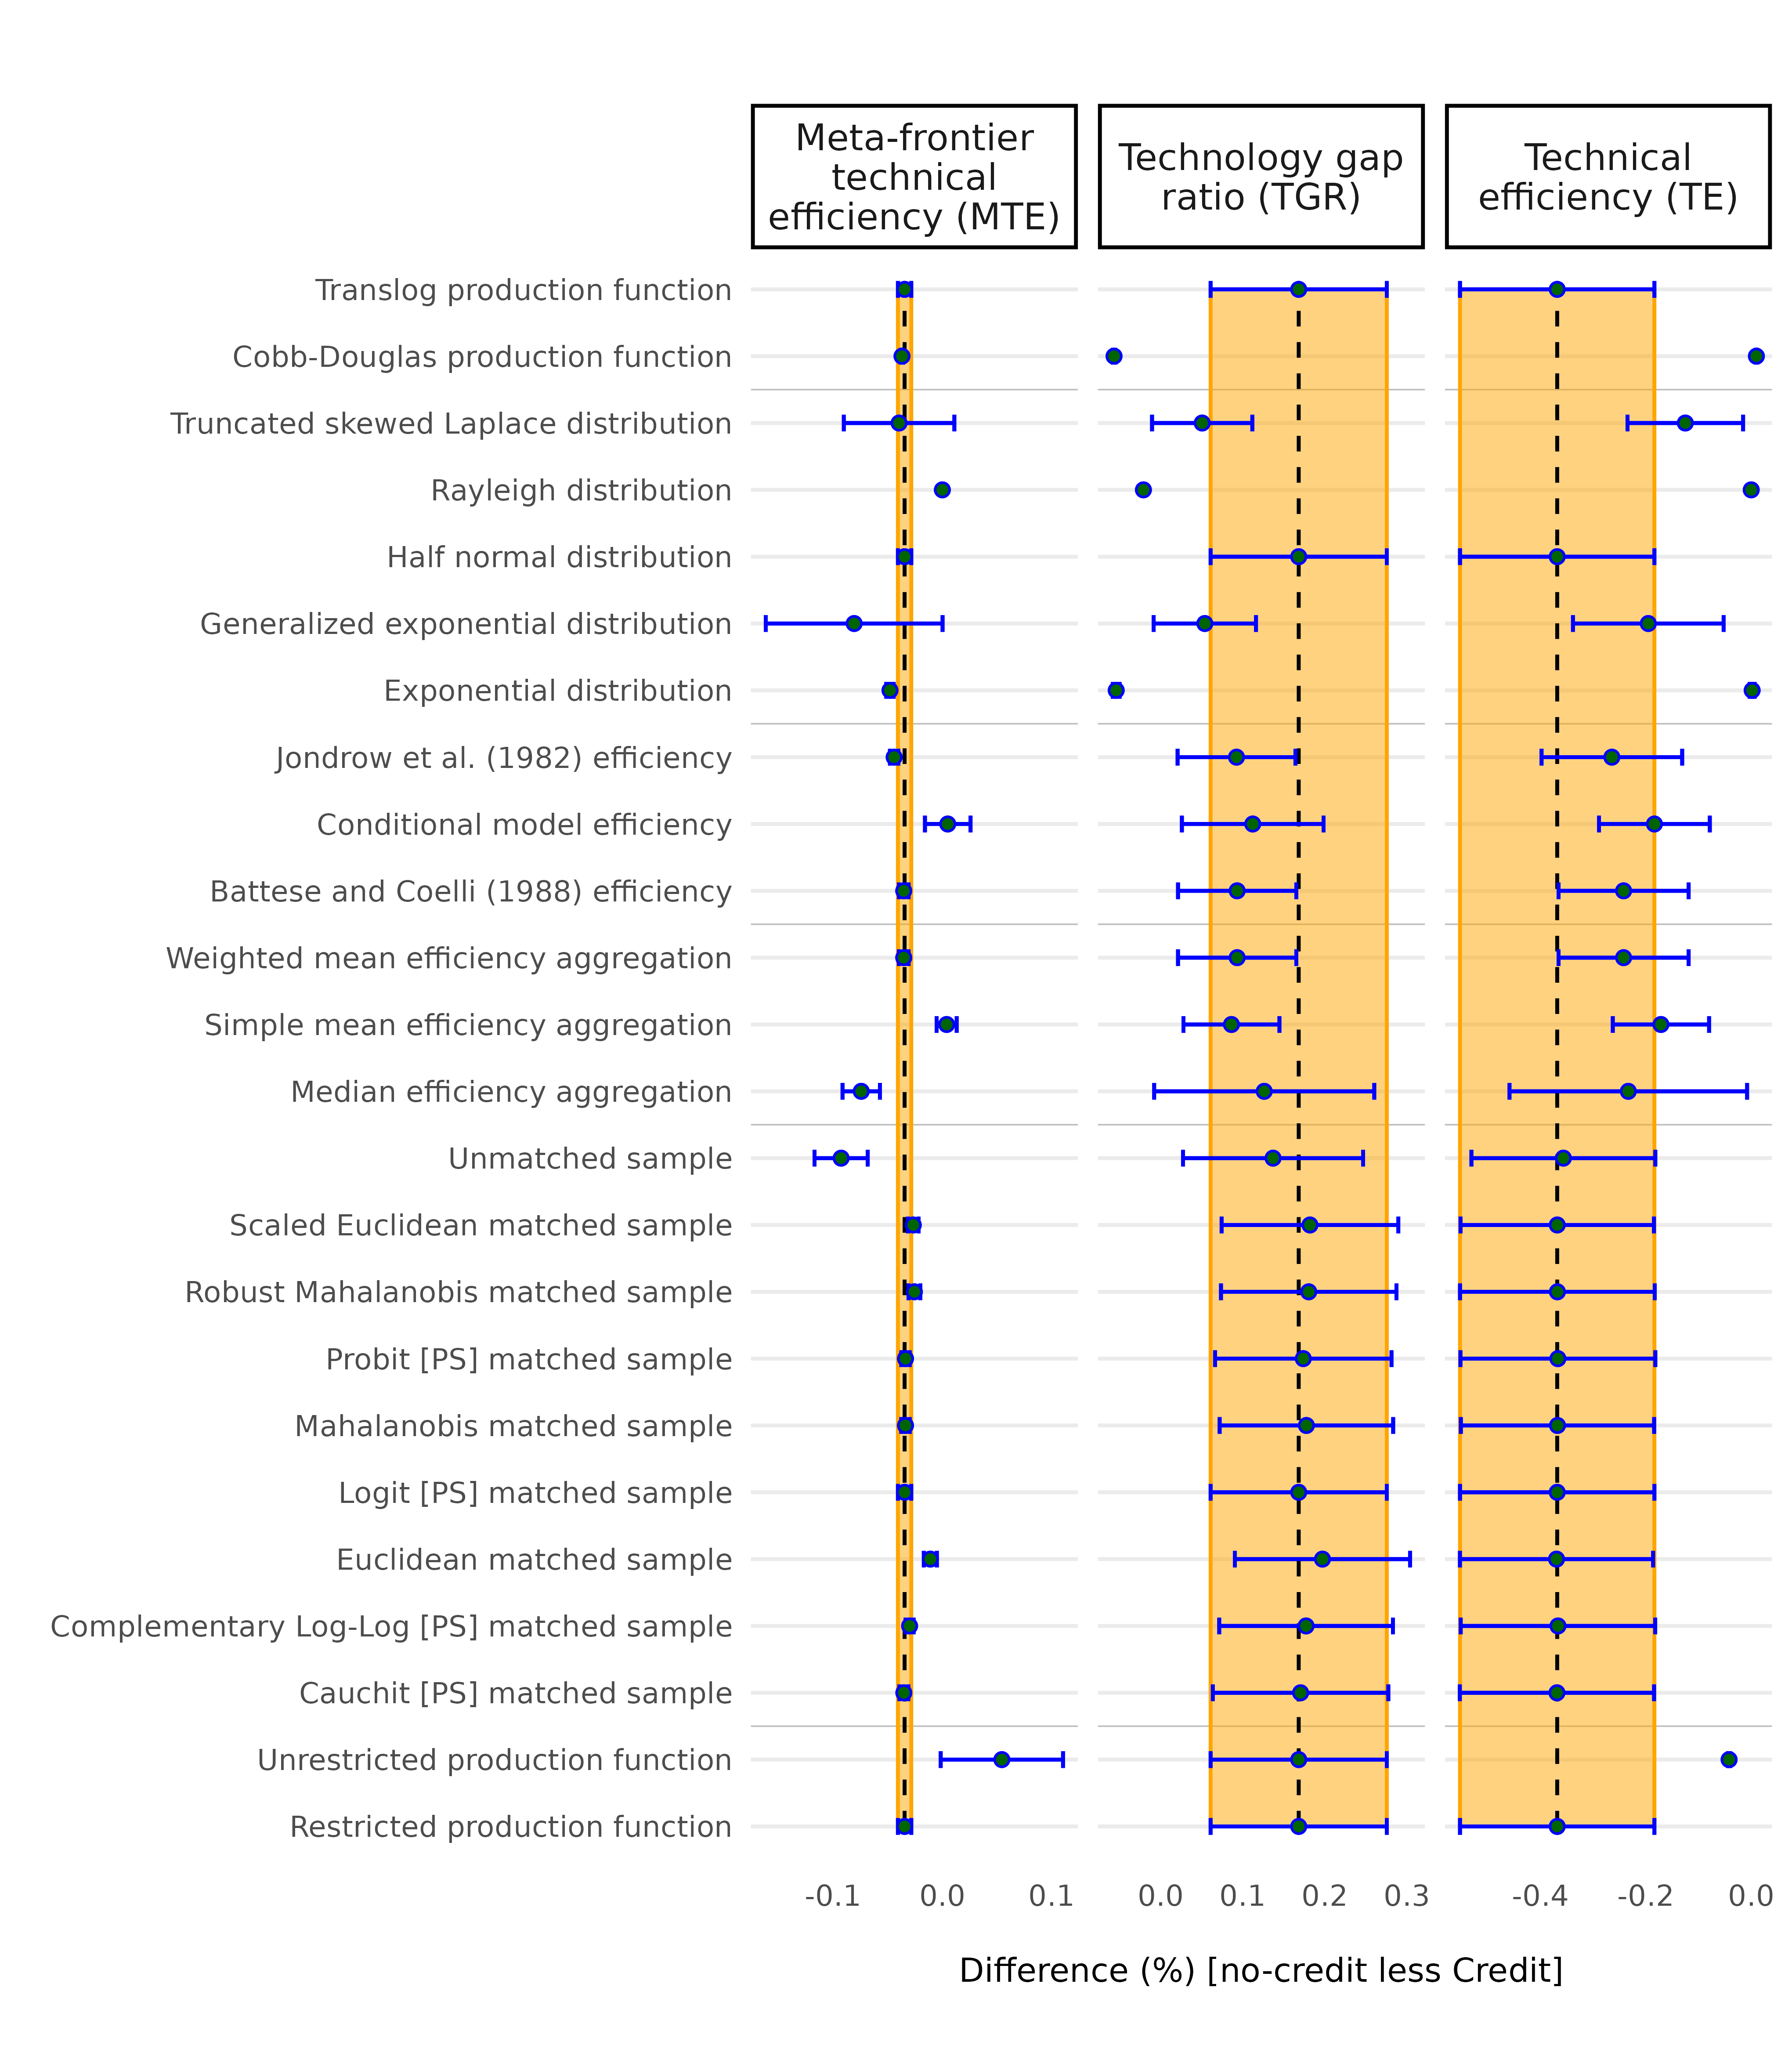 Meta-frontier
technical
efficiency (MTE)
Technology gap
ratio (TGR)
Technical
efficiency (TE)
Translog production function
Cobb-Douglas production function
Truncated skewed Laplace distribution
Rayleigh distribution
Half normal distribution
Generalized exponential distribution
Exponential distribution
Jondrow et al. (1982) efficiency
Conditional model efficiency
Battese and Coelli (1988) efficiency
Weighted mean efficiency aggregation
Simple mean efficiency aggregation
Median efficiency aggregation
Unmatched sample
Scaled Euclidean matched sample
Robust Mahalanobis matched sample
Probit [PS] matched sample
Mahalanobis matched sample
Logit [PS] matched sample
Euclidean matched sample
Complementary Log-Log [PS] matched sample
Cauchit [PS] matched sample
Unrestricted production function
Restricted production function
-0.1 0.0 0.1 0.0 0.1 0.2 0.3 -0.4 -0.2 0.0
Difference (%) [no-credit less Credit]